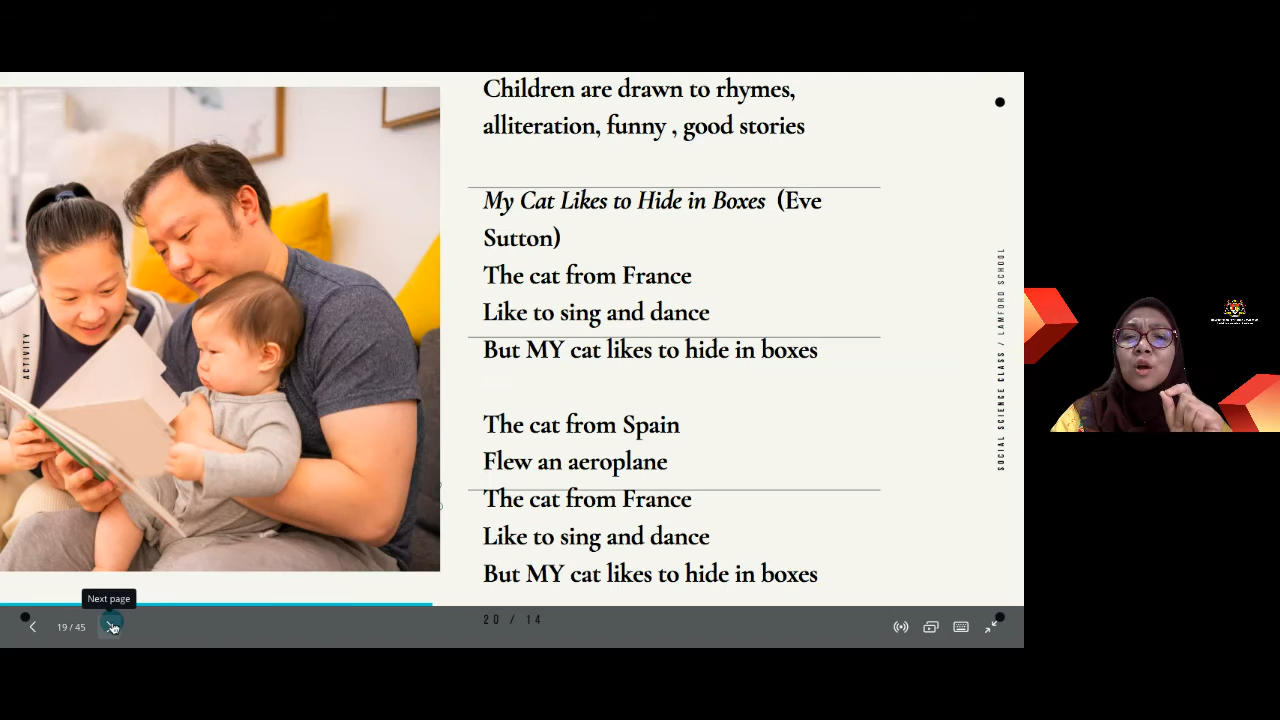 Children are drawn to rhymes,
alliteration, funny , good stories
My Cat Likes to Hide in Boxes (Eve
Sutton)
The cat from France
Like to sing and dance
But MY cat likes to hide in boxes
The cat from Spain
Flew an aeroplane
The cat from France
Like to sing and dance
But MY cat likes to hide in boxes
ACTIVITY
SOCIAL SCIENCE CLASS / LAMFORD SCHOOL
Next page
19 / 45
20 / 14